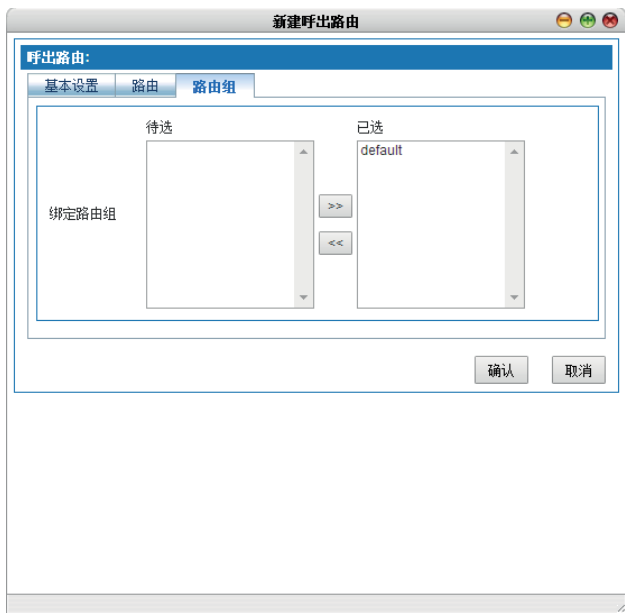 新建呼出路由
呼出路由:
基本设置 路由 路由组
待选 已选
default
>>
绑定路由组
<<
确认 取消